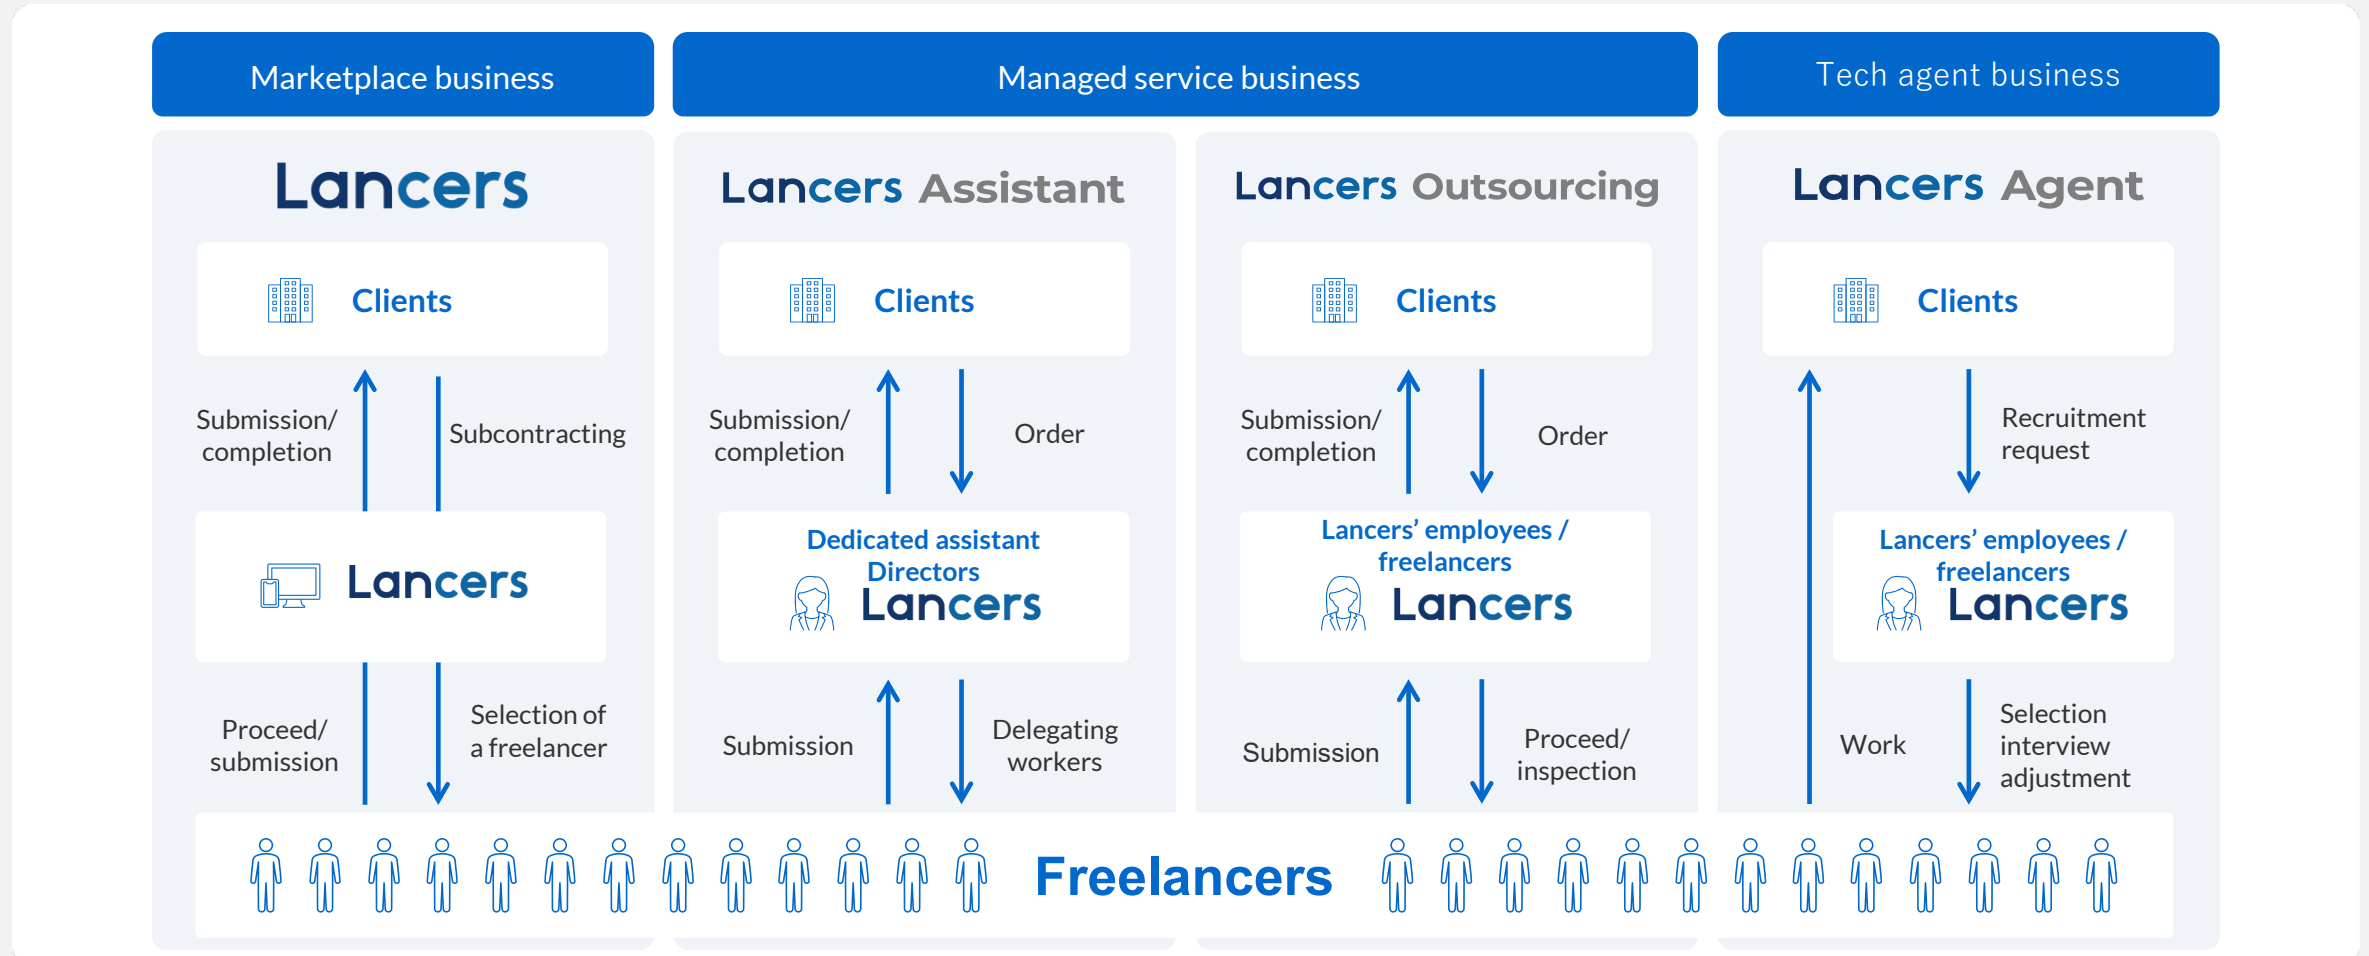 Marketplace business
Managed service business
Tech agent business
Lancers
Clients
Submission/
completion
Subcontracting
Lancers
Proceed/
submission
Selection of
a freelancer
Lancers Assistant
Clients
Submission/
completion
Order
Dedicated assistant
Directors
Lancers
Submission
Delegating
workers
Lancers Outsourcing
Clients
Submission/
completion
Order
Lancers’ employees /
freelancers
Lancers
Submission
Proceed/
inspection
Lancers Agent
Clients
Recruitment
request
Lancers’ employees /
freelancers
Lancers
Work
Selection
interview
adjustment
Freelancers